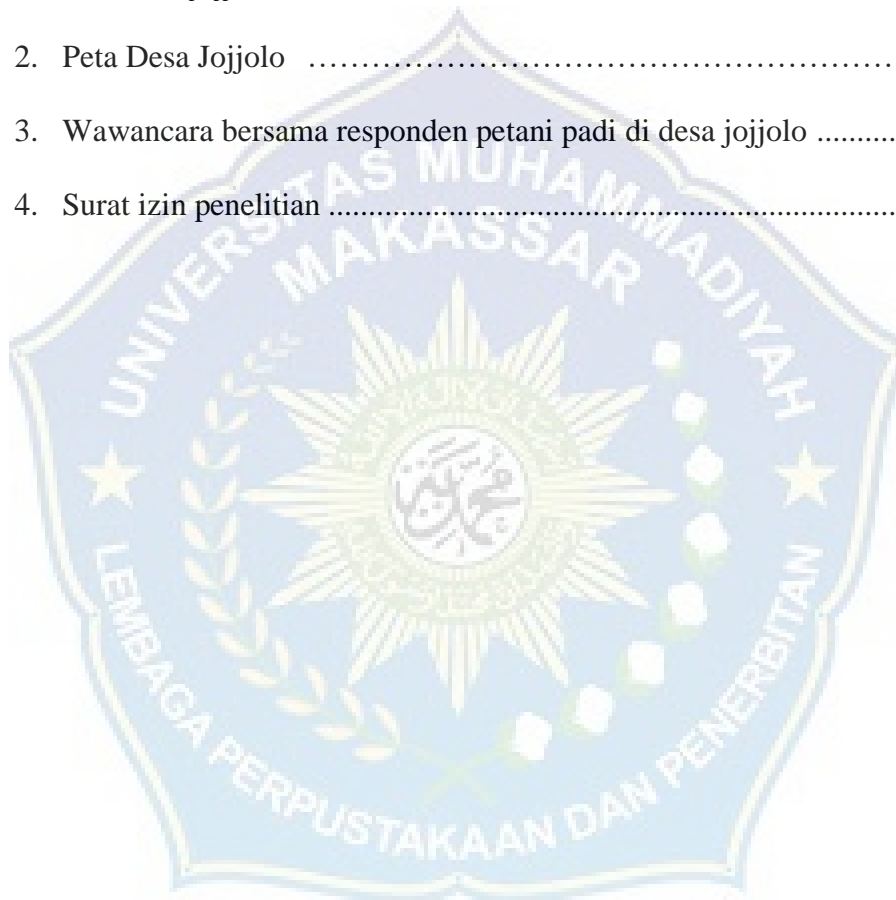 2. Peta Desa Jojjolo ……………………………………………
3. Wawancara bersama responden petani padi di desa jojjolo ..........
4. Surat izin penelitian .......................................................................
UNIVERSITAS MUHAMMADIYAH
MAKASSAR
LEMBAGA PERPUSTAKAAN DAN PENERBITAN